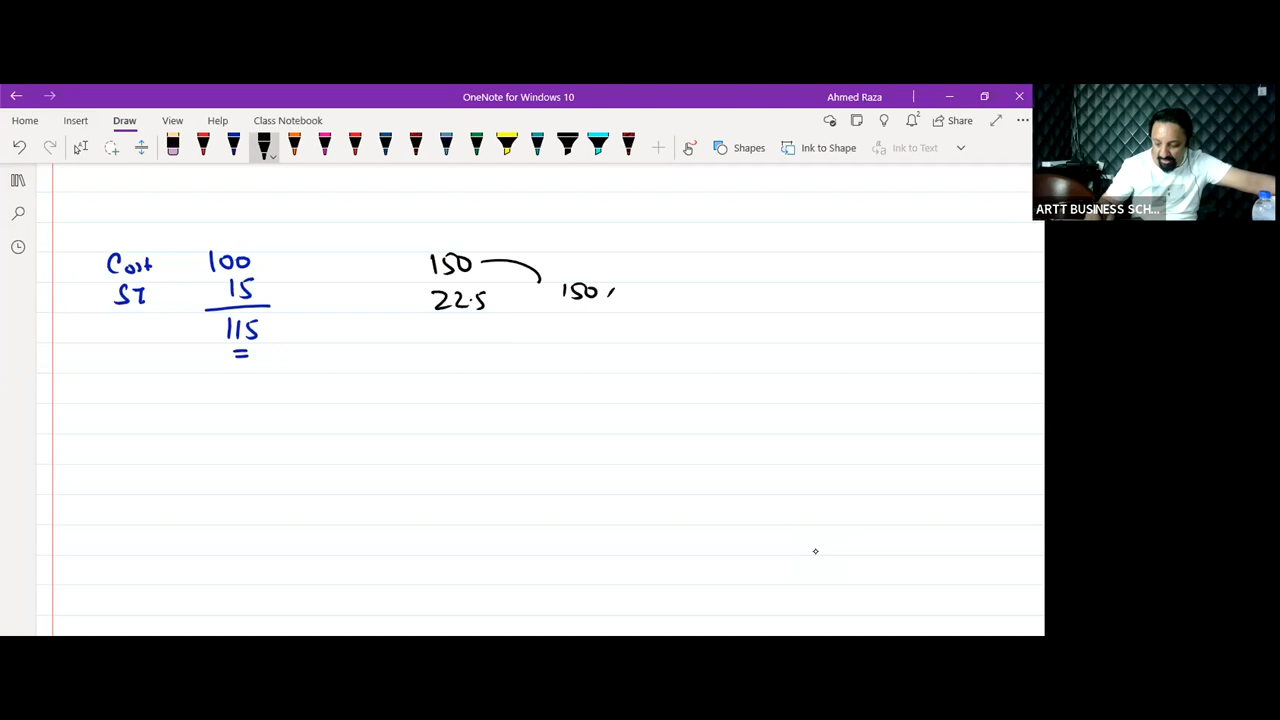 OneNote for Windows 10
Ahmed Raza
Home Insert Draw View Help Class Notebook
Share
Shapes Ink to Shape Ink to Text
ARTT BUSINESS SCH...
Cost 100
ST 15
115
=
150
22.5 150